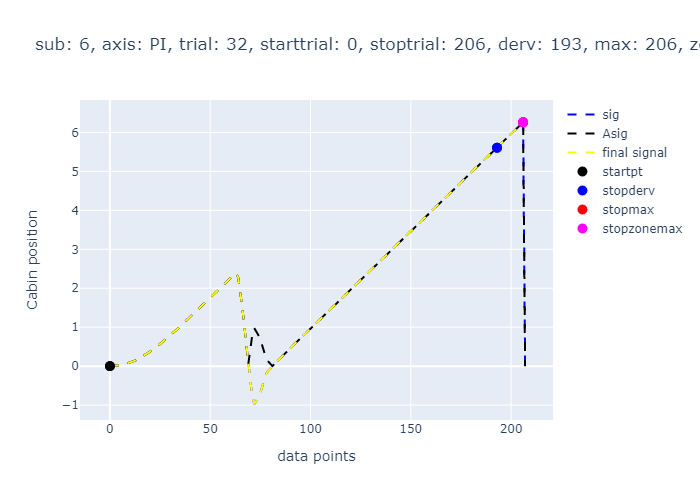 sub: 6, axis: PI, trial: 32, starttrial: 0, stoptrial: 206, derv: 193, max: 206,
Cabin position
6
5
4
3
2
1
0
−1
0
50
100
150
200
data points
sig
Asig
final signal
startpt
stopderv
stopmax
stopzonemax